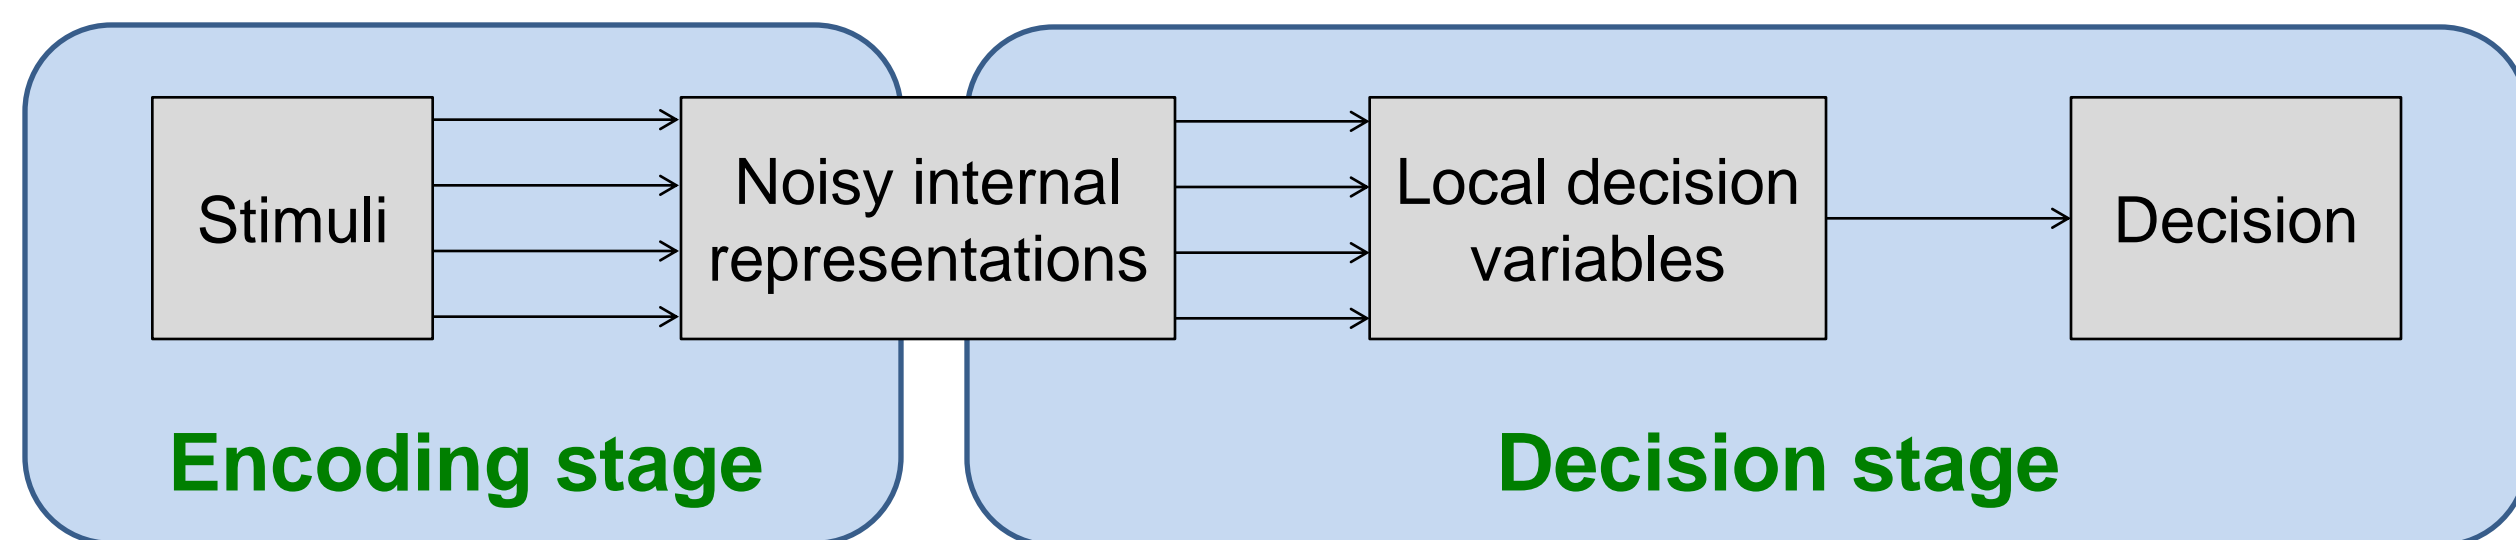 Stimuli
Noisy internal
representations
Local decision
variables
Decision
Encoding stage
Decision stage